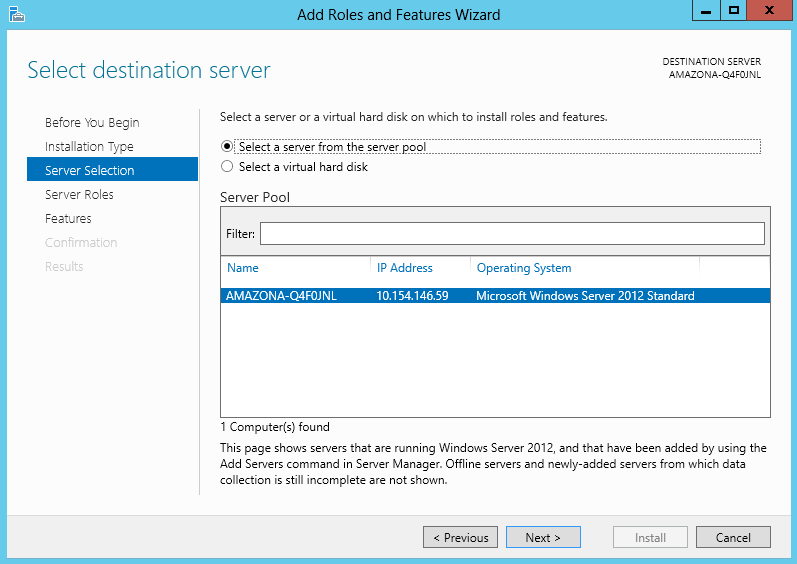 Add Roles and Features Wizard
Select destination server
DESTINATION SERVER
AMAZONA-Q4F0JNL
Before You Begin
Installation Type
Server Selection
Server Roles
Features
Confirmation
Results
Select a server or a virtual hard disk on which to install roles and features.
Select a server from the server pool
Select a virtual hard disk
Server Pool
Filter:
Name IP Address Operating System
AMAZONA-Q4F0JNL 10.154.146.59 Microsoft Windows Server 2012 Standard
1 Computer(s) found
This page shows servers that are running Windows Server 2012, and that have been added by using the
Add Servers command in Server Manager. Offline servers and newly-added servers from which data
collection is still incomplete are not shown.
< Previous Next > Install Cancel